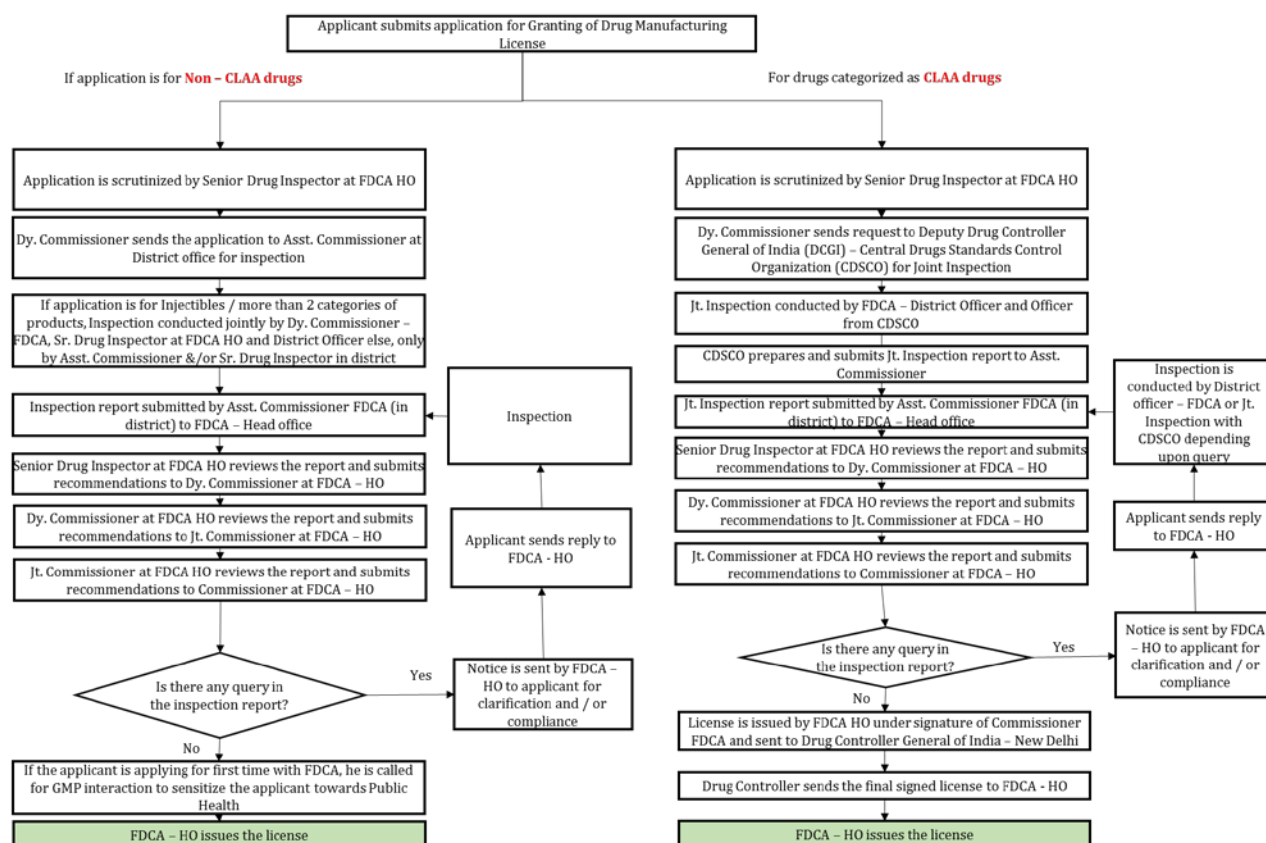 Applicant submits application for Granting of Drug Manufacturing
License
If application is for Non – CLAA drugs
For drugs categorized as CLAA drugs
Application is scrutinized by Senior Drug Inspector at FDCA HO
Dy. Commissioner sends the application to Asst. Commissioner at
District office for inspection
If application is for Injectibles / more than 2 categories of
products, Inspection conducted jointly by Dy. Commissioner –
FDCA, Sr. Drug Inspector at FDCA HO and District Officer else, only
by Asst. Commissioner &/or Sr. Drug Inspector in district
Inspection report submitted by Asst. Commissioner FDCA (in
district) to FDCA – Head office
Senior Drug Inspector at FDCA HO reviews the report and submits
recommendations to Dy. Commissioner at FDCA – HO
Dy. Commissioner at FDCA HO reviews the report and submits
recommendations to Jt. Commissioner at FDCA – HO
Jt. Commissioner at FDCA HO reviews the report and submits
recommendations to Commissioner at FDCA – HO
Is there any query in
the inspection report?
Yes
Notice is sent by FDCA –
HO to applicant for
clarification and / or
compliance
Applicant sends reply to
FDCA - HO
Inspection
No
If the applicant is applying for first time with FDCA, he is called
for GMP interaction to sensitize the applicant towards Public
Health
FDCA – HO issues the license
Application is scrutinized by Senior Drug Inspector at FDCA HO
Dy. Commissioner sends request to Deputy Drug Controller
General of India (DCGI) – Central Drugs Standards Control
Organization (CDSCO) for Joint Inspection
Jt. Inspection conducted by FDCA – District Officer and Officer
from CDSCO
CDSCO prepares and submits Jt. Inspection report to Asst.
Commissioner
Jt. Inspection report submitted by Asst. Commissioner FDCA (in
district) to FDCA – Head office
Senior Drug Inspector at FDCA HO reviews the report and submits
recommendations to Dy. Commissioner at FDCA – HO
Dy. Commissioner at FDCA HO reviews the report and submits
recommendations to Jt. Commissioner at FDCA – HO
Jt. Commissioner at FDCA HO reviews the report and submits
recommendations to Commissioner at FDCA – HO
Is there any query in
the inspection report?
Yes
Notice is sent by FDCA
– HO to applicant for
clarification and / or
compliance
Applicant sends reply
to FDCA - HO
Inspection is
conducted by District
officer – FDCA or Jt.
Inspection with
CDSCO depending
upon query
No
License is issued by FDCA HO under signature of Commissioner
FDCA and sent to Drug Controller General of India – New Delhi
Drug Controller sends the final signed license to FDCA - HO
FDCA – HO issues the license